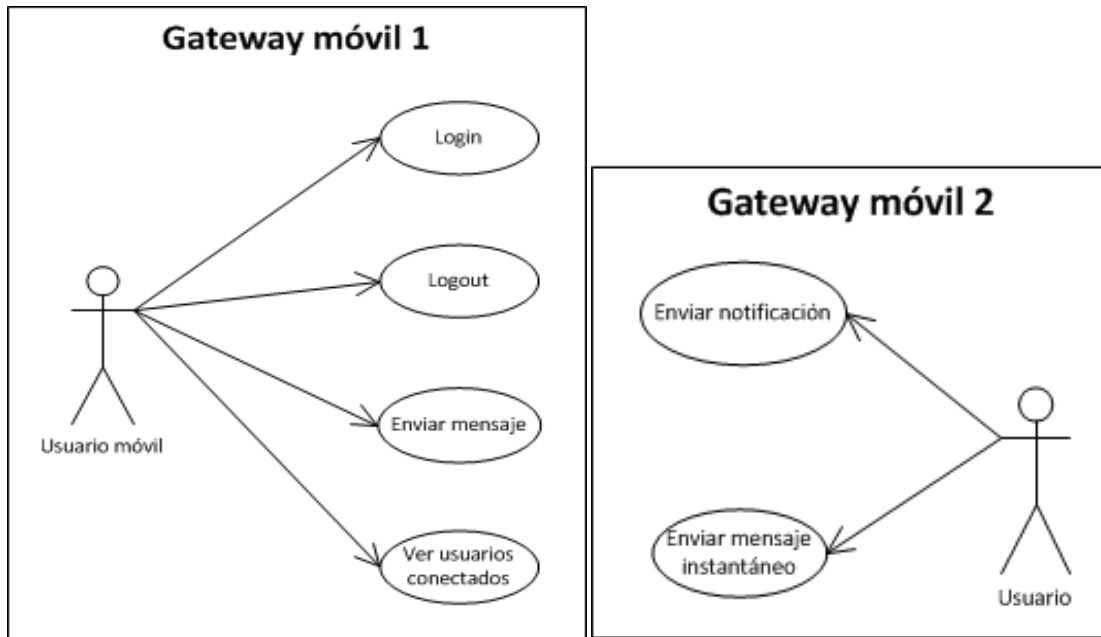 Gateway móvil 1
Login
Logout
Enviar mensaje
Usuario móvil
Ver usuarios
conectados
Gateway móvil 2
Enviar notificación
Enviar mensaje
instantáneo
Usuario